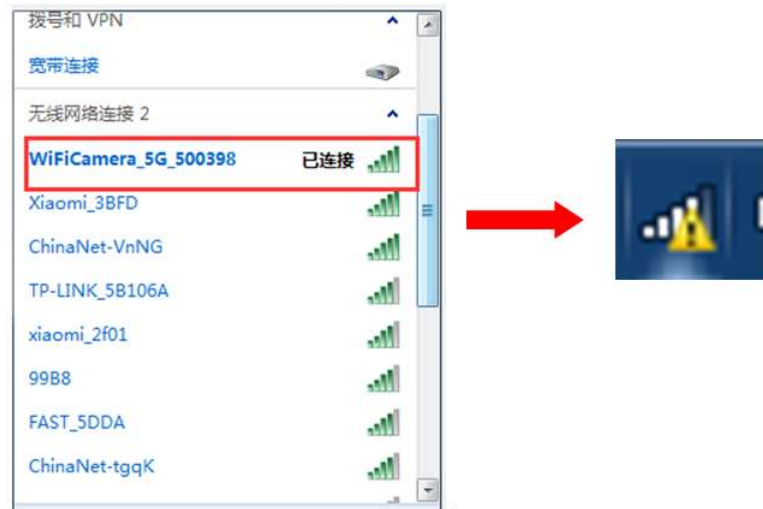 拨号和 VPN
宽带连接
无线网络连接 2
WiFiCamera_5G_500398 已连接
Xiaomi_3BFD
ChinaNet-VnNG
TP-LINK_5B106A
xiaomi_2f01
99B8
FAST_5DDA
ChinaNet-tgqK